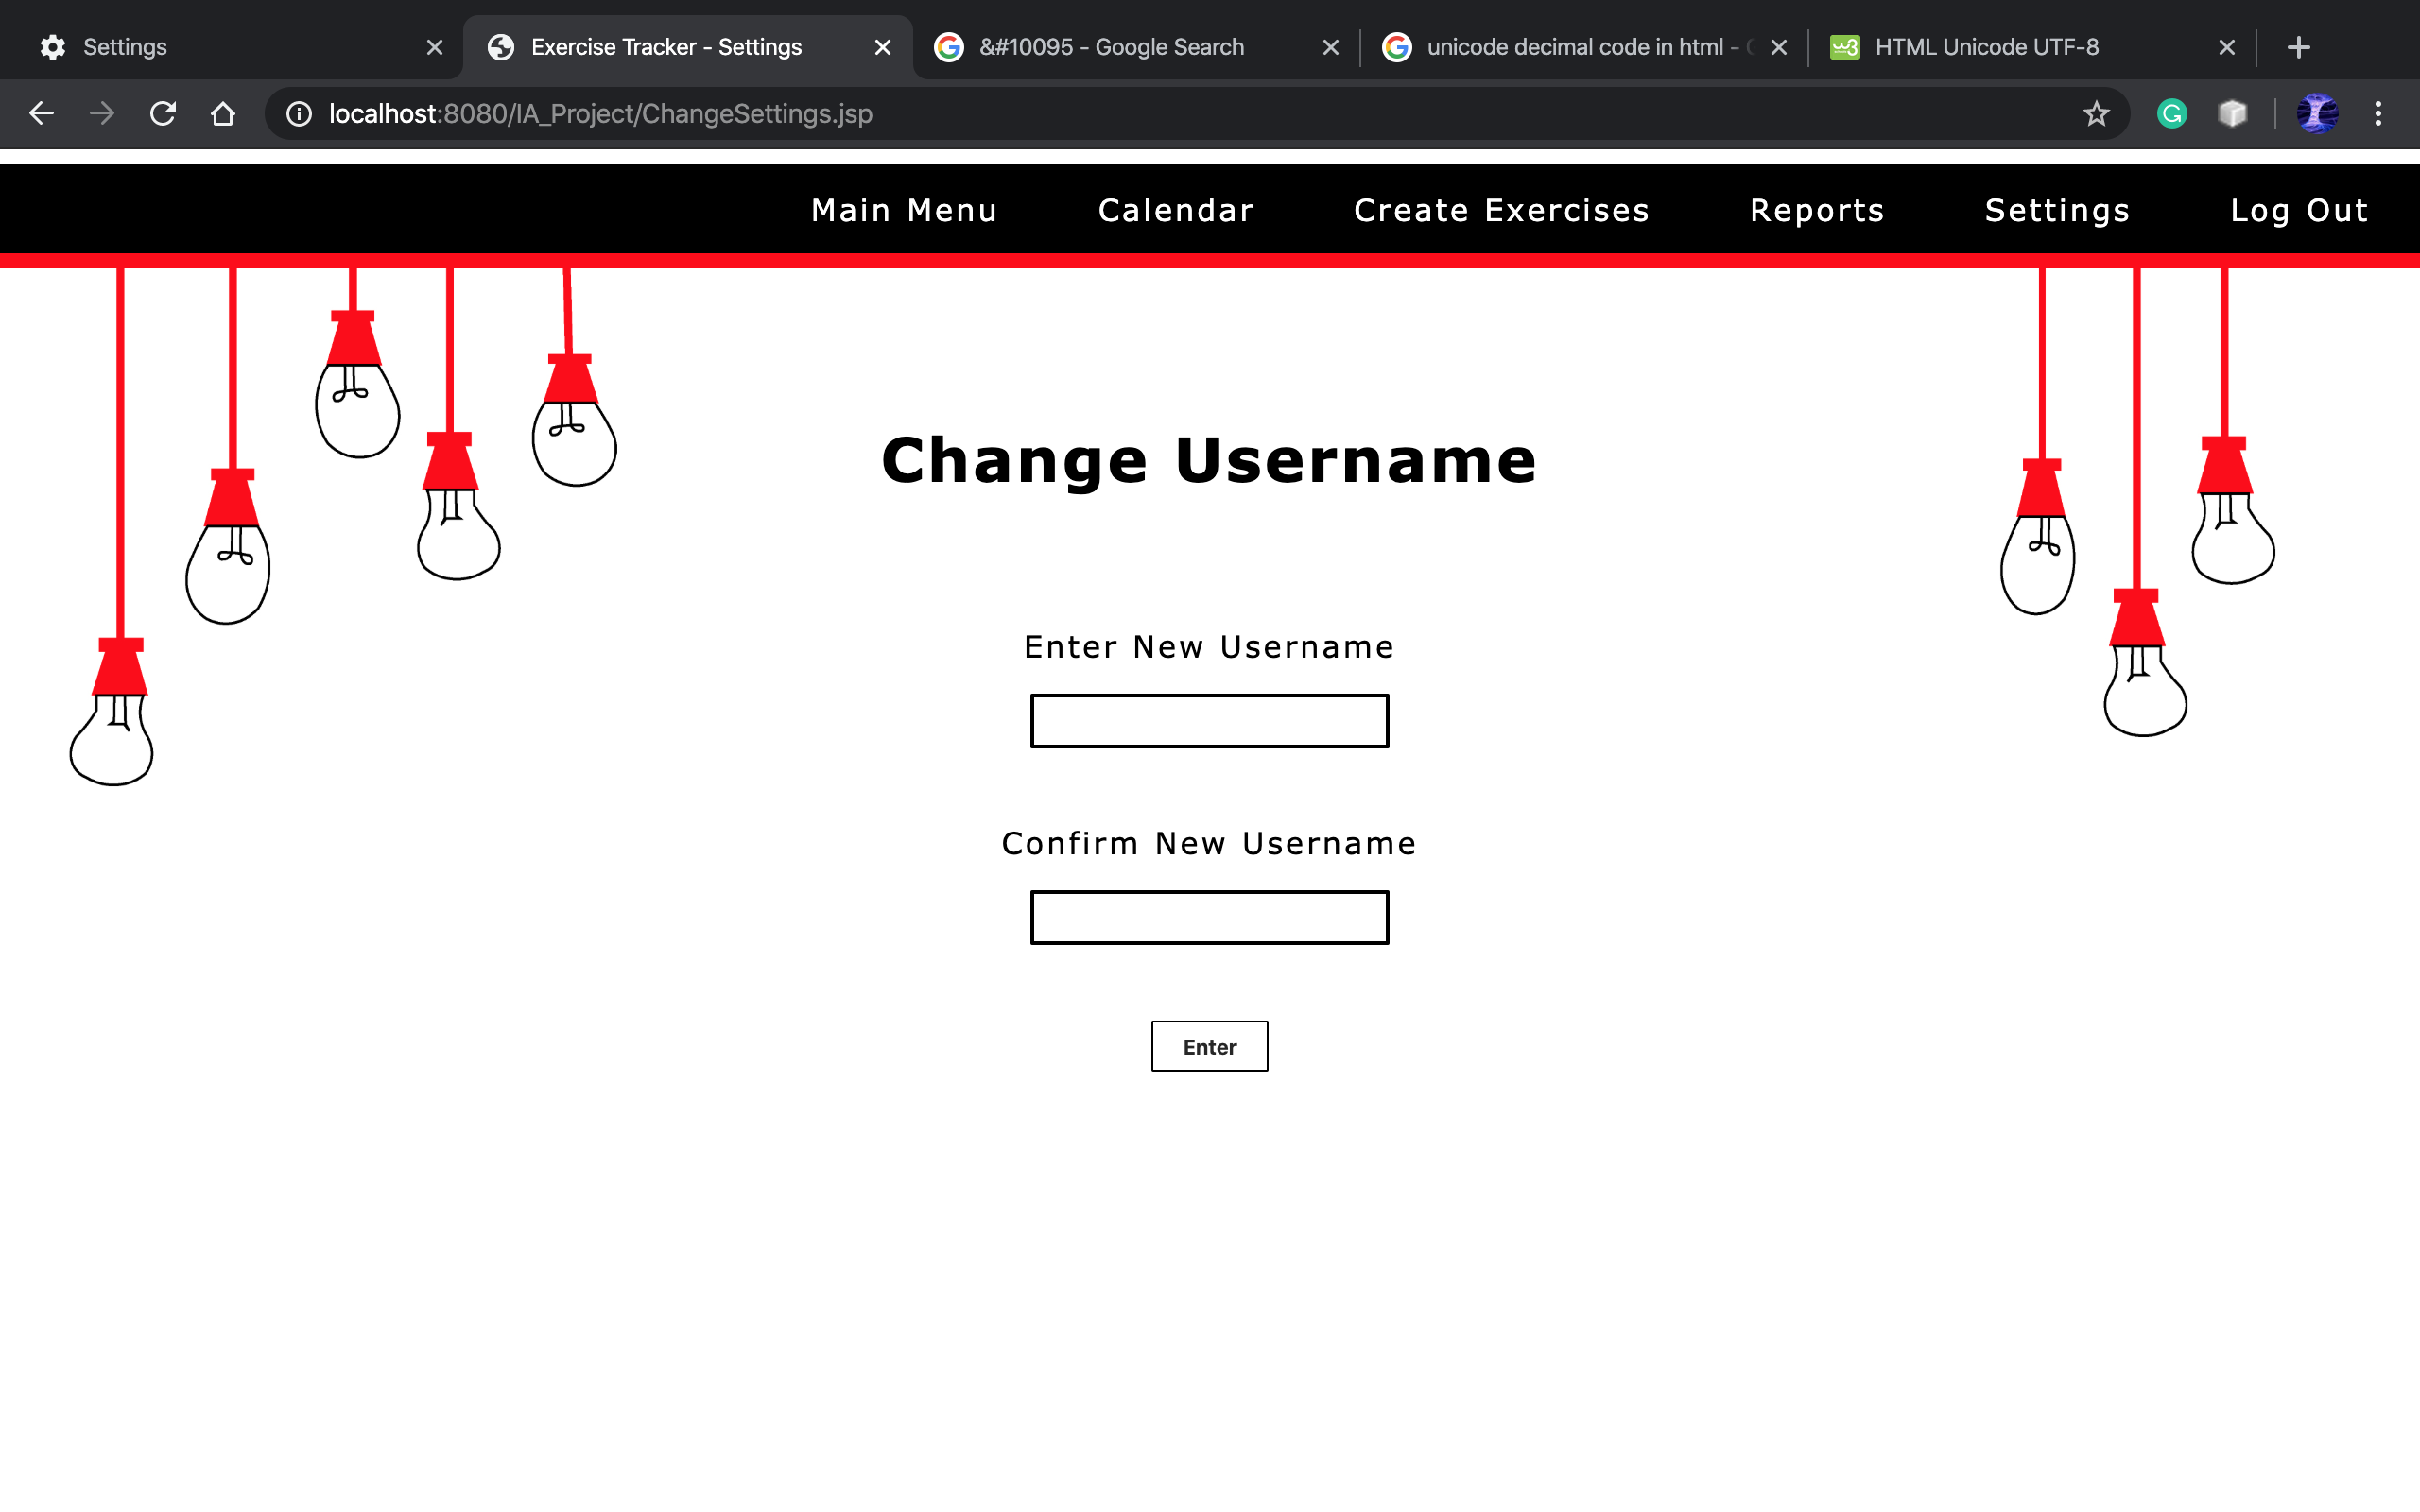 Settings
Exercise Tracker - Settings
&#10095 - Google Search
unicode decimal code in html -
HTML Unicode UTF-8
localhost:8080/IA_Project/ChangeSettings.jsp
Main Menu Calendar Create Exercises Reports Settings Log Out
Change Username
Enter New Username
Confirm New Username
Enter